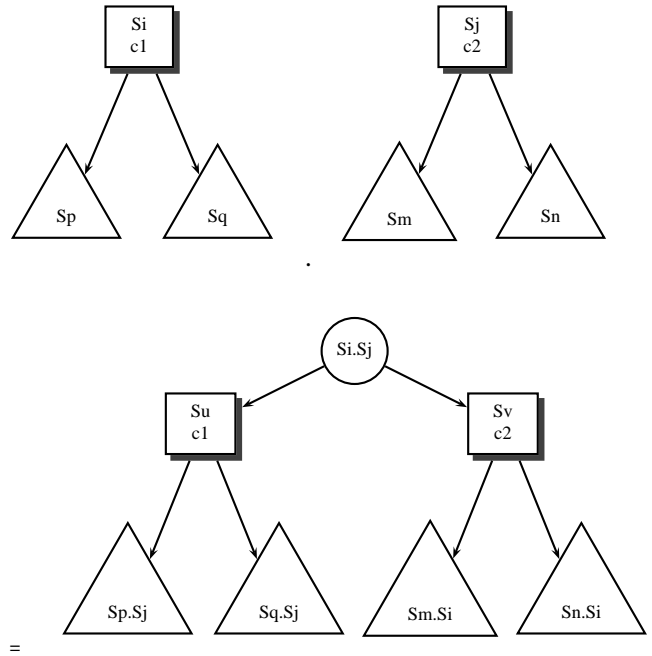 Si
c1
Sj
c2
Sp
Sq
Sm
Sn
.
Si.Sj
Su
c1
Sv
c2
Sp.Sj
Sq.Sj
Sm.Si
Sn.Si
=